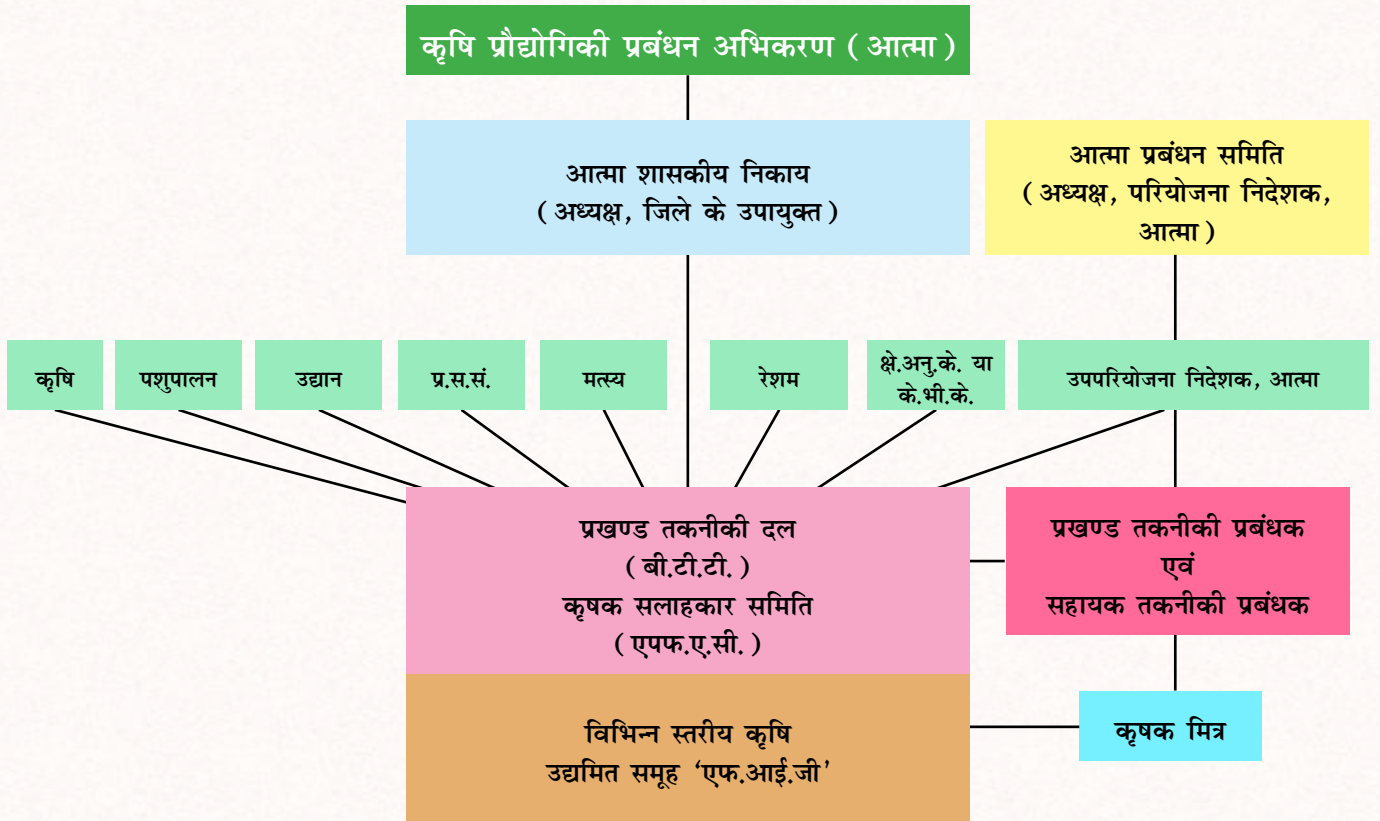 कृषि प्रौद्योगिकी प्रबंधन अभिकरण ( आत्मा )
आत्मा शासकीय निकाय
( अध्यक्ष, जिले के उपायुक्त )
आत्मा प्रबंधन समिति
( अध्यक्ष, परियोजना निदेशक,
आत्मा )
कृषि
पशुपालन
उद्यान
प्र.स.सं.
मत्स्य
रेशम
क्षे.अनु.के. या
के.भी.के.
उपपरियोजना निदेशक, आत्मा
प्रखण्ड तकनीकी दल
( बी.टी.टी. )
कृषक सलाहकार समिति
( एपफ.ए.सी. )
प्रखण्ड तकनीकी प्रबंधक
एवं
सहायक तकनीकी प्रबंधक
विभिन्न स्तरीय कृषि
उद्यमित समूह ‘एफ.आई.जी’
कृषक मित्र